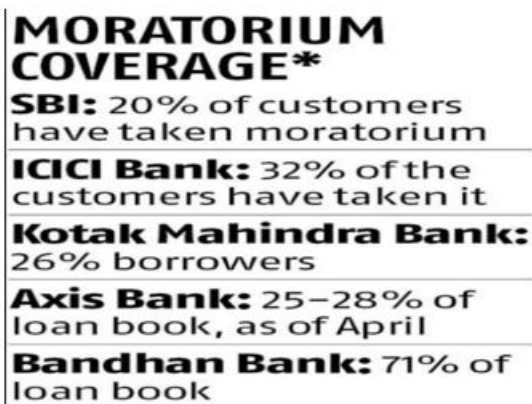 MORATORIUM
COVERAGE*
SBI: 20% of customers
have taken moratorium
ICICI Bank: 32% of the
customers have taken it
Kotak Mahindra Bank:
26% borrowers
Axis Bank: 25–28% of
loan book, as of April
Bandhan Bank: 71% of
loan book